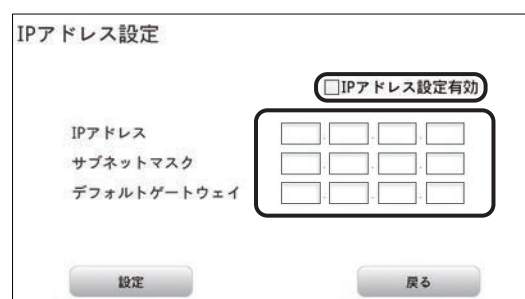 IPアドレス設定
□IPアドレス設定有効
IPアドレス
サブネットマスク
デフォルトゲートウェイ
設定 戻る